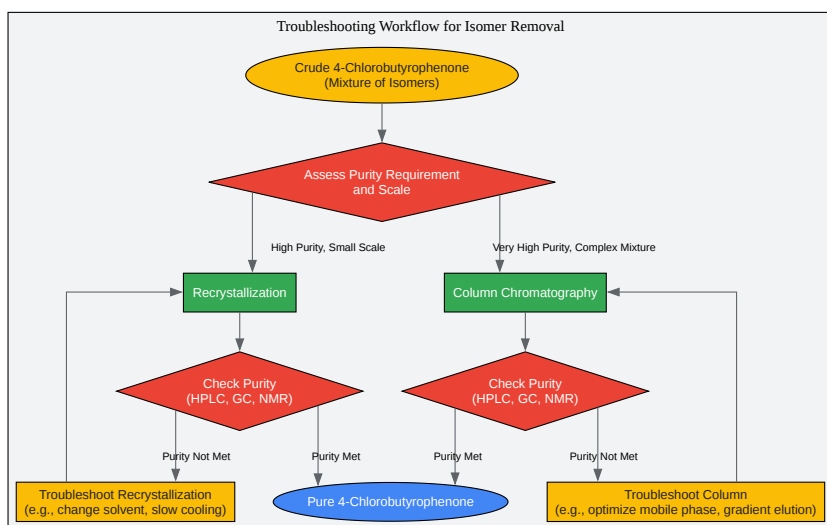 Troubleshooting Workflow for Isomer Removal
Crude 4-Chlorobutyrophenone
(Mixture of Isomers)
Assess Purity Requirement
and Scale
High Purity, Small Scale
Very High Purity, Complex Mixture
Recrystallization
Column Chromatography
Check Purity
(HPLC, GC, NMR)
Check Purity
(HPLC, GC, NMR)
Purity Not Met
Purity Met
Purity Met
Purity Not Met
Troubleshoot Recrystallization
(e.g., change solvent, slow cooling)
Pure 4-Chlorobutyrophenone
Troubleshoot Column
(e.g., optimize mobile phase, gradient elution)